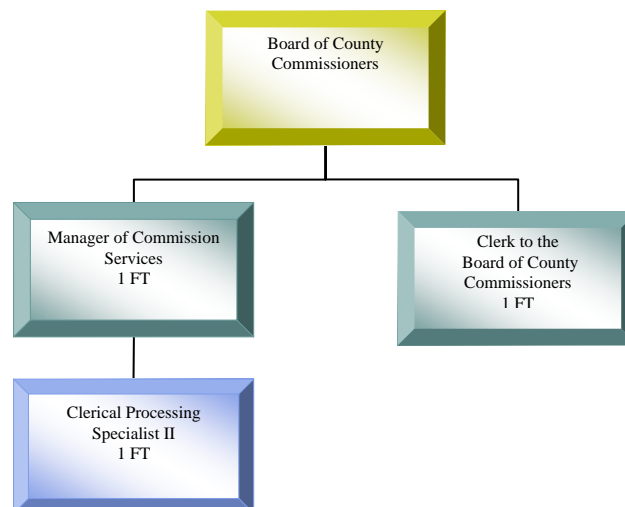 Board of County
Commissioners
Manager of Commission
Services
1 FT
Clerk to the
Board of County
Commissioners
1 FT
Clerical Processing
Specialist II
1 FT